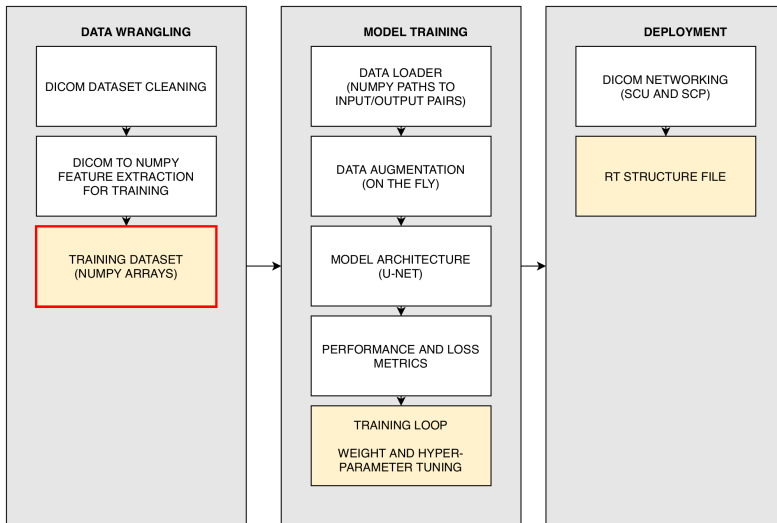 DATA WRANGLING
DICOM DATASET CLEANING
DICOM TO NUMPY
FEATURE EXTRACTION
FOR TRAINING
TRAINING DATASET
(NUMPY ARRAYS)
MODEL TRAINING
DATA LOADER
(NUMPY PATHS TO
INPUT/OUTPUT PAIRS)
DATA AUGMENTATION
(ON THE FLY)
MODEL ARCHITECTURE
(U-NET)
PERFORMANCE AND LOSS
METRICS
TRAINING LOOP
WEIGHT AND HYPER-
PARAMETER TUNING
DEPLOYMENT
DICOM NETWORKING
(SCU AND SCP)
RT STRUCTURE FILE